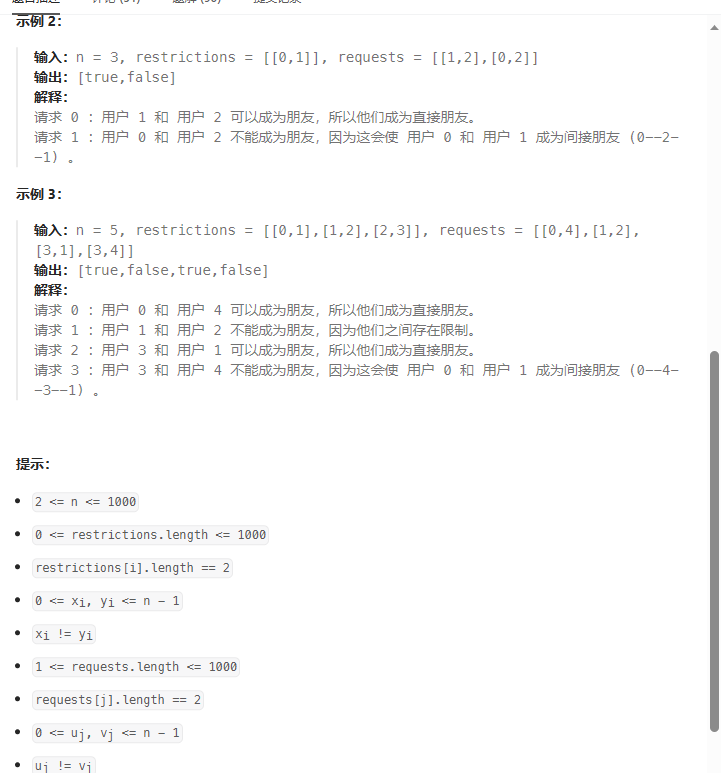 示例 2：
输入：n = 3, restrictions = [[0,1]], requests = [[1,2],[0,2]]
输出：[true,false]
解释：
请求 0 ：用户 1 和 用户 2 可以成为朋友，所以他们成为直接朋友。
请求 1 ：用户 0 和 用户 2 不能成为朋友，因为这会使 用户 0 和 用户 1 成为间接朋友 (0--2-
-1) 。
示例 3：
输入：n = 5, restrictions = [[0,1],[1,2],[2,3]], requests = [[0,4],[1,2],
[3,1],[3,4]]
输出：[true,false,true,false]
解释：
请求 0 ：用户 0 和 用户 4 可以成为朋友，所以他们成为直接朋友。
请求 1 ：用户 1 和 用户 2 不能成为朋友，因为他们之间存在限制。
请求 2 ：用户 3 和 用户 1 可以成为朋友，所以他们成为直接朋友。
请求 3 ：用户 3 和 用户 4 不能成为朋友，因为这会使 用户 0 和 用户 1 成为间接朋友 (0--4-
-3--1) 。
提示：
2 <= n <= 1000
0 <= restrictions.length <= 1000
restrictions[i].length == 2
0 <= xi, yi <= n - 1
xi != yi
1 <= requests.length <= 1000
requests[j].length == 2
0 <= uj, vj <= n - 1
uj != vj